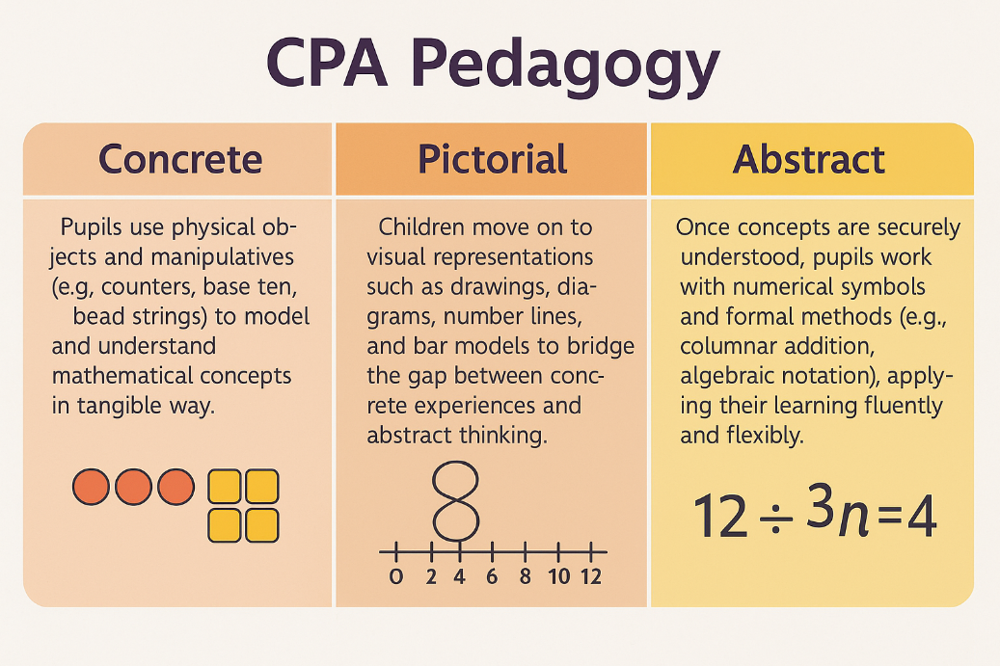 CPA Pedagogy
Concrete
Pupils use physical ob-
jects and manipulatives
(e.g, counters, base ten,
bead strings) to model
and understand
mathematical concepts
in tangible way.
Pictorial
Children move on to
visual representations
such as drawings, dia-
grams, number lines,
and bar models to bridge
the gap between conc-
rete experiences and
abstract thinking.
8
0 2 4 6 8 10 12
Abstract
Once concepts are securely
understood, pupils work
with numerical symbols
and formal methods (e.g.,
columnar addition,
algebraic notation), apply-
ing their learning fluently
and flexibly.
12 ÷ 3n=4